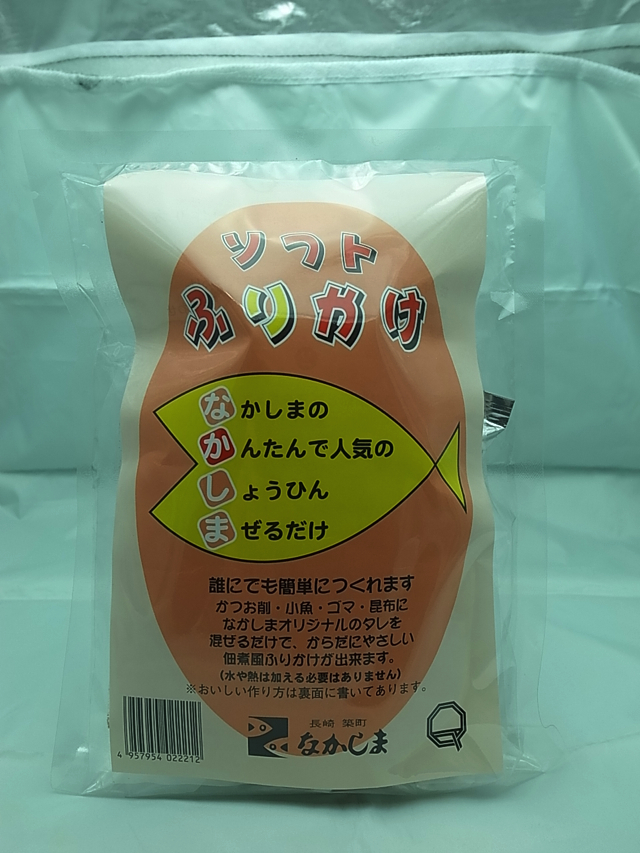 ソフト
ふりかけ
なかしまの
かんたんで人気の
しょうひん
まぜるだけ
誰にでも簡単につくれます
かつお削・小魚・ゴマ・昆布に
なかしまオリジナルのタレを
混ぜるだけで、からだにやさしい
佃煮風ふりかけが出来ます。
(水や熱は加える必要はありません)
※おいしい作り方は裏面に書いてあります。
長崎 築町
なかしま
4 957954 022212